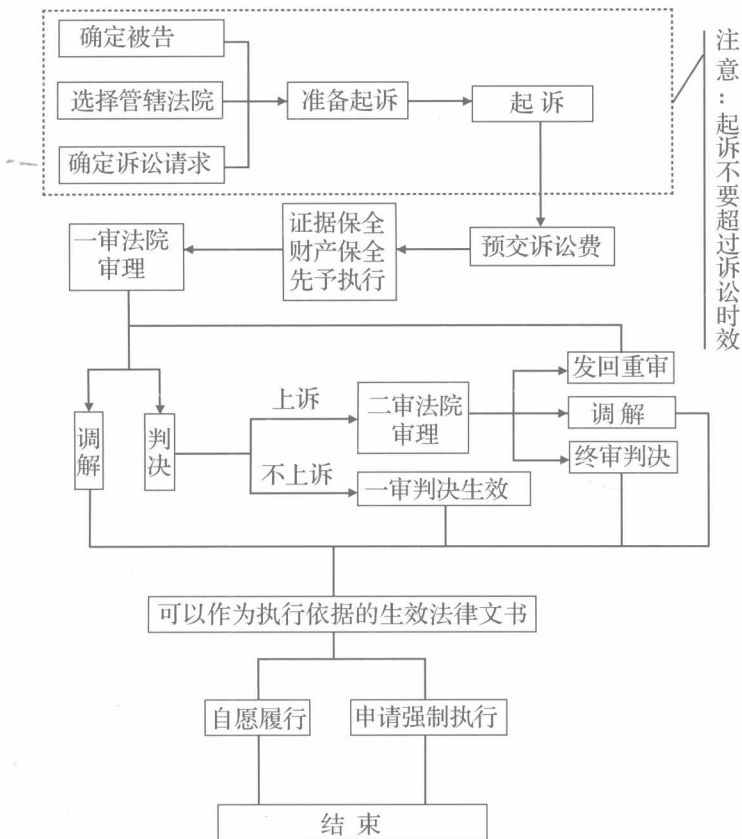 确定被告
选择管辖法院
确定诉讼请求
准备起诉
起诉
注意：起诉不要超过诉讼时效
预交诉讼费
证据保全
财产保全
先予执行
一审法院
审理
发回重审
上诉
二审法院
审理
调解
终审判决
调解
判决
不上诉
一审判决生效
可以作为执行依据的生效法律文书
自愿履行
申请强制执行
结束